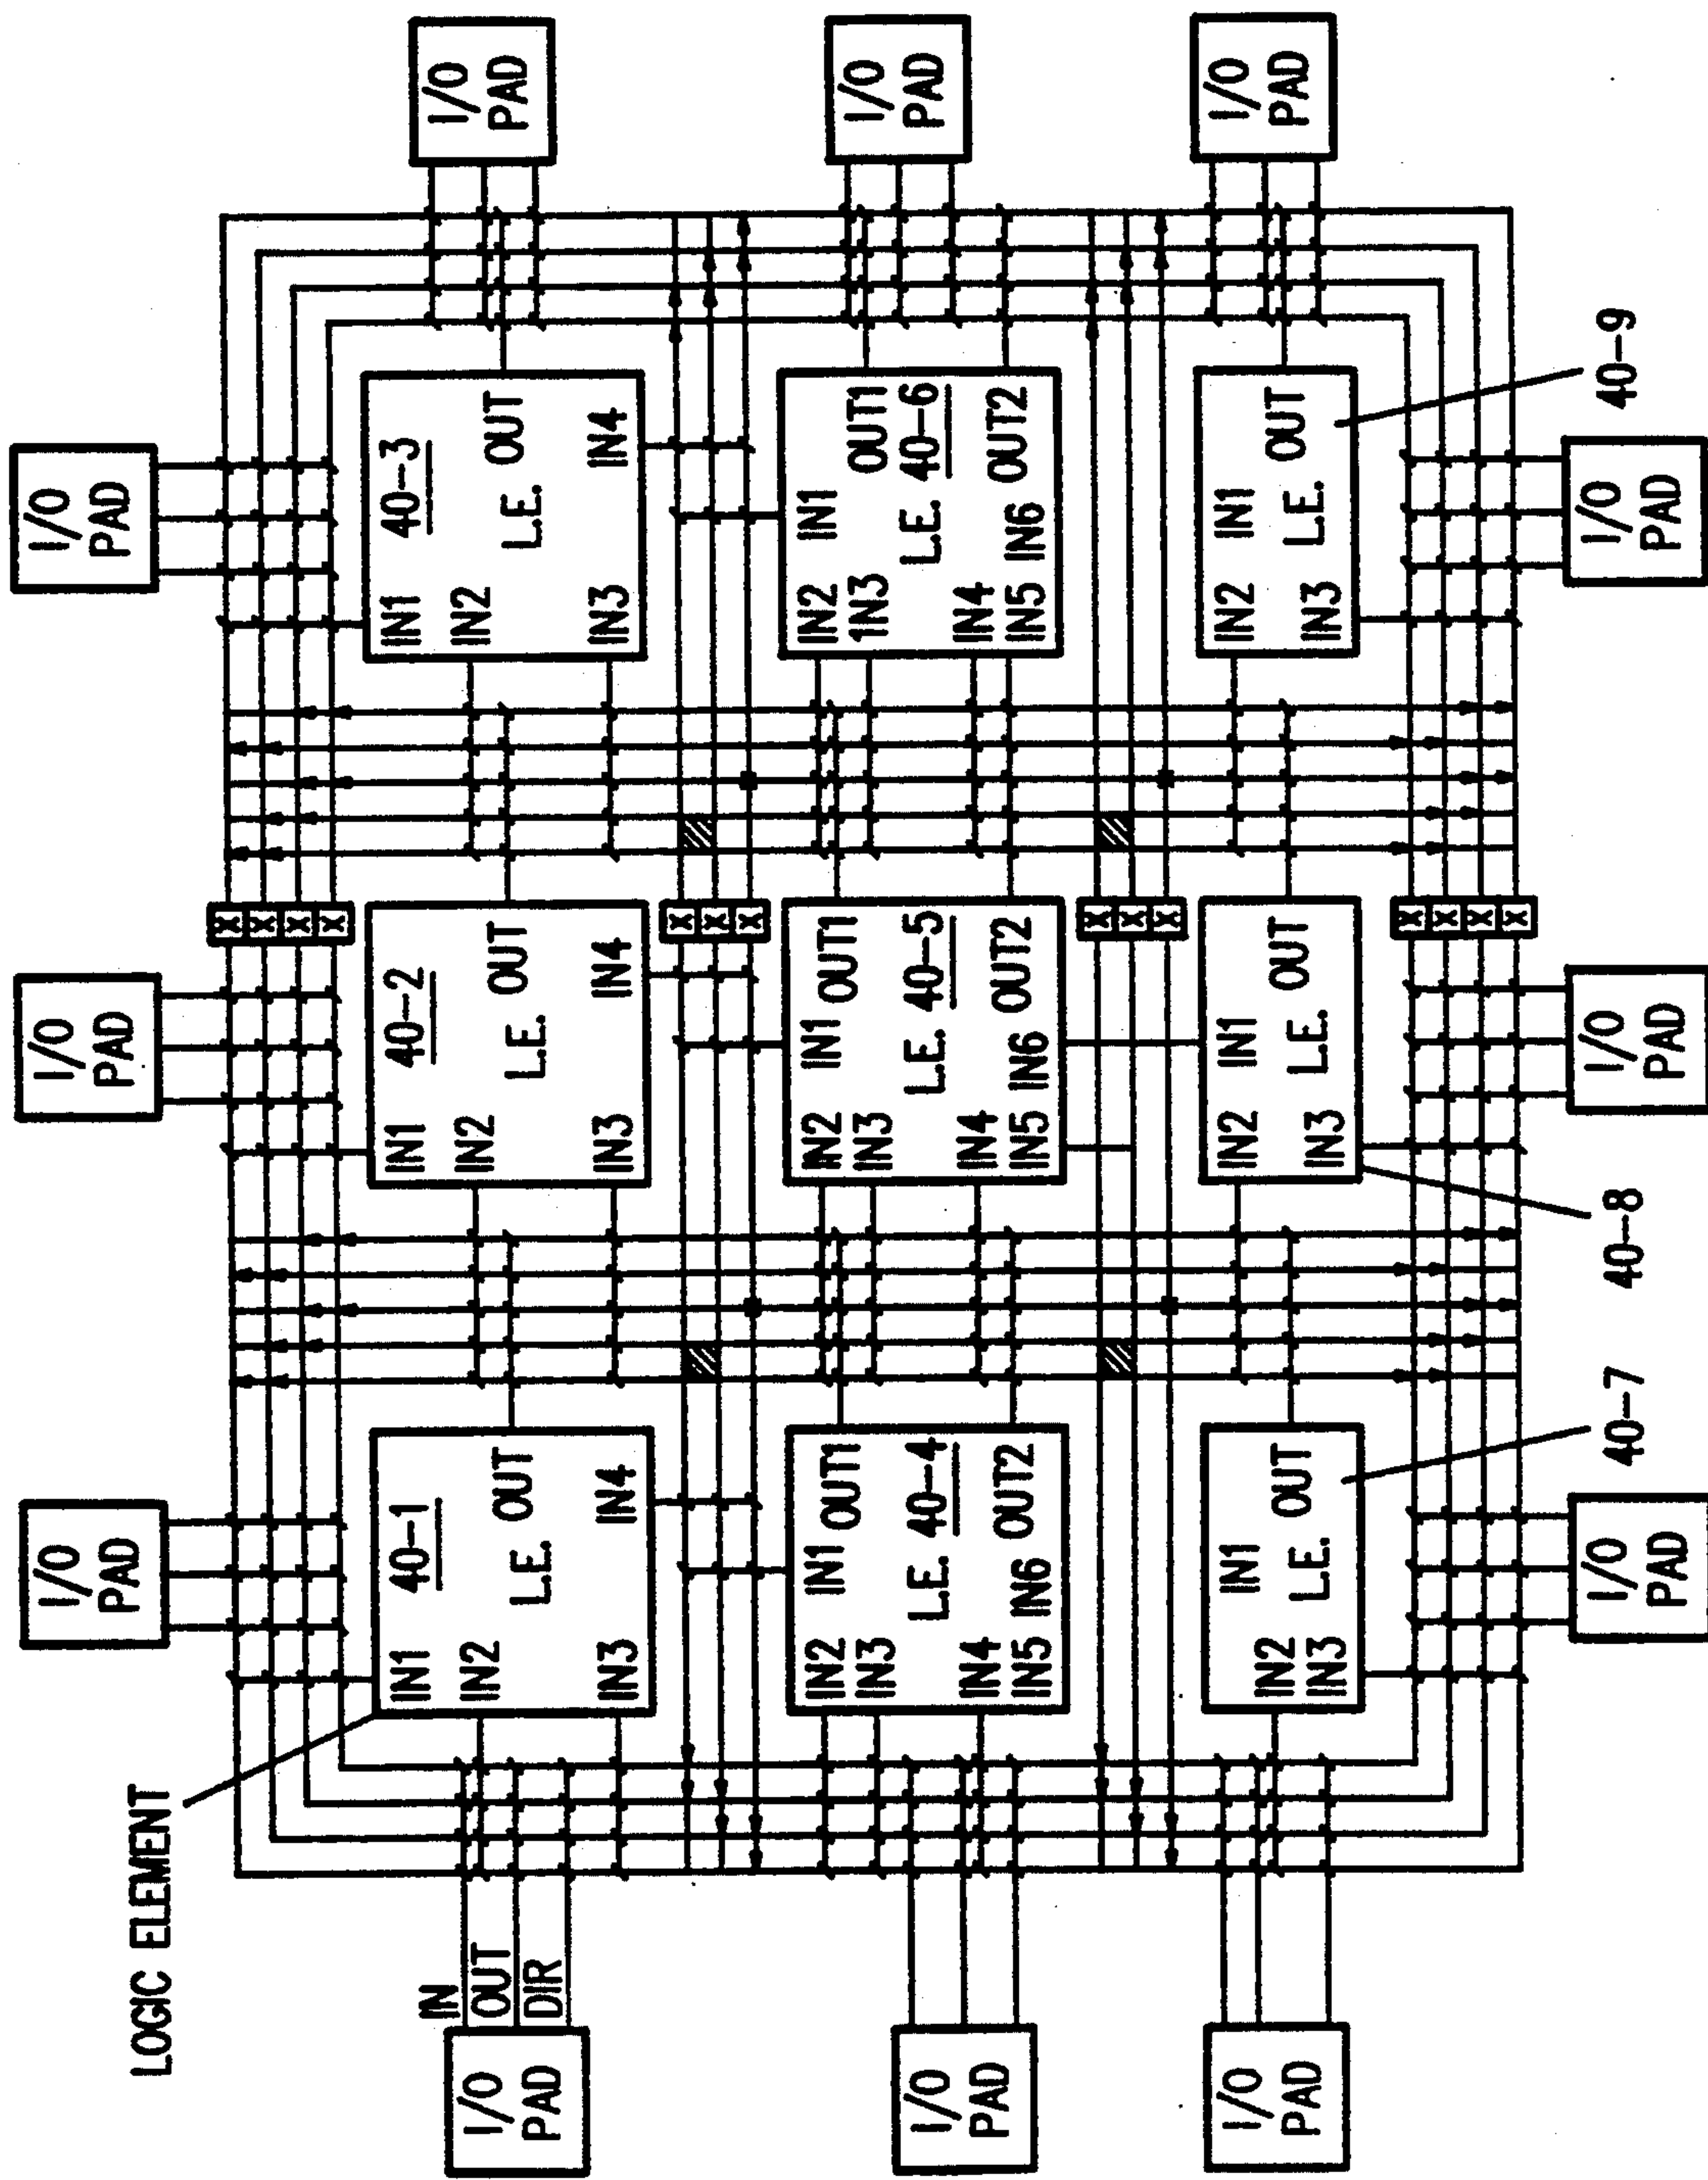 I/O
PAD
I/O
PAD
I/O
PAD
LOGIC ELEMENT
I/O
PAD
IN
OUT
DIR
IN1
40-1
IN2
L.E.
OUT
IN3
IN4
IN1
40-2
IN2
L.E.
OUT
IN3
IN4
IN1
40-3
IN2
L.E.
OUT
IN3
IN4
I/O
PAD
I/O
PAD
IN2
IN1
OUT1
IN3
L.E. 40-4
IN4
IN5
IN6
OUT2
IN2
IN1
OUT1
IN3
L.E. 40-5
IN4
IN5
IN6
OUT2
IN2
IN1
OUT1
1N3
L.E. 40-6
IN4
IN5
IN6
OUT2
I/O
PAD
I/O
PAD
IN1
IN2
L.E.
OUT
IN3
IN2
IN1
L.E.
OUT
IN3
IN2
IN1
L.E.
OUT
IN3
I/O
PAD
40-7
40-8
40-9
I/O
PAD
I/O
PAD
I/O
PAD
X
X
X
X
X
X
X
X
X
X
X
X
X
X